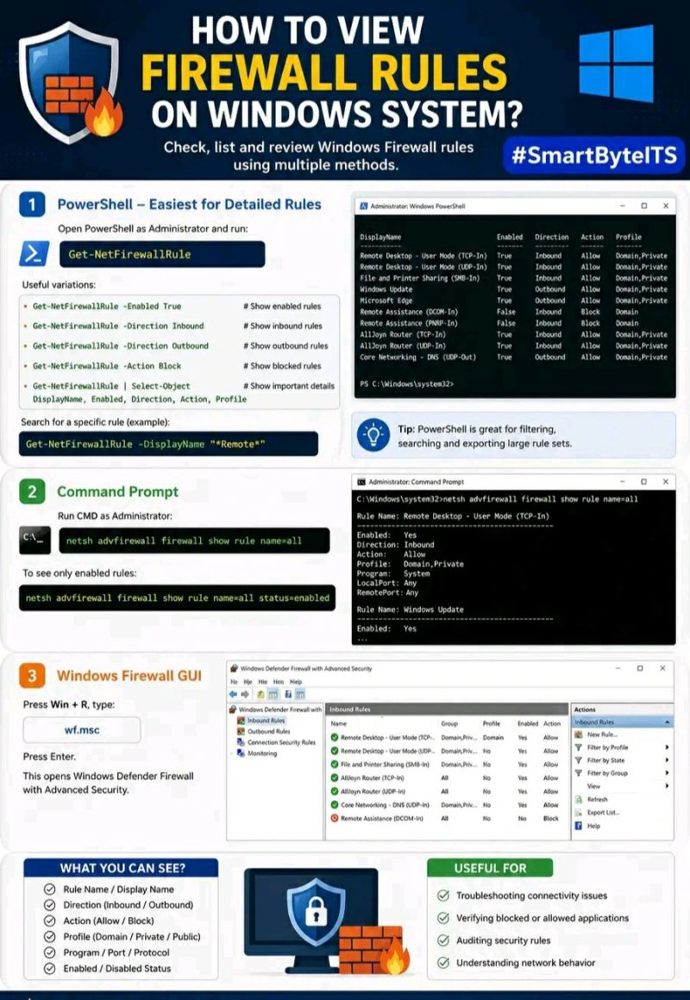 HOW TO VIEW
FIREWALL RULES
ON WINDOWS SYSTEM?
Check, list and review Windows Firewall rules
using multiple methods.
#SmartByteITS
1 PowerShell – Easiest for Detailed Rules
Open PowerShell as Administrator and run:
Get-NetFirewallRule
Useful variations:
• Get-NetFirewallRule -Enabled True # Show enabled rules
• Get-NetFirewallRule -Direction Inbound # Show inbound rules
• Get-NetFirewallRule -Direction Outbound # Show outbound rules
• Get-NetFirewallRule -Action Block # Show blocked rules
• Get-NetFirewallRule | Select-Object # Show important details
DisplayName, Enabled, Direction, Action, Profile
Search for a specific rule (example):
Get-NetFirewallRule -DisplayName "*Remote*"
Administrator: Windows PowerShell
DisplayName Enabled Direction Action Profile
Remote Desktop - User Mode (TCP-In) True Inbound Allow Domain,Private
Remote Desktop - User Mode (UDP-In) True Inbound Allow Domain,Private
File and Printer Sharing (SMB-In) True Inbound Allow Domain,Private
Windows Update True Outbound Allow Domain,Private
Microsoft Edge True Outbound Allow Domain,Private
Remote Assistance (DCOM-In) False Inbound Block Domain
Remote Assistance (PNRP-In) False Inbound Block Domain
AllJoyn Router (TCP-In) True Inbound Allow Domain,Private
AllJoyn Router (UDP-In) True Inbound Allow Domain,Private
Core Networking - DNS (UDP-Out) True Outbound Allow Domain,Private
PS C:\Windows\system32>
Tip: PowerShell is great for filtering,
searching and exporting large rule sets.
2 Command Prompt
Run CMD as Administrator:
C:\_
netsh advfirewall firewall show rule name=all
To see only enabled rules:
netsh advfirewall firewall show rule name=all status=enabled
Administrator: Command Prompt
C:\Windows\system32>netsh advfirewall firewall show rule name=all
Rule Name: Remote Desktop - User Mode (TCP-In)
Enabled: Yes
Direction: Inbound
Action: Allow
Profile: Domain,Private
Program: System
LocalPort: Any
RemotePort: Any
Rule Name: Windows Update
Enabled: Yes
...
3 Windows Firewall GUI
Press Win + R, type:
wf.msc
Press Enter.
This opens Windows Defender Firewall
with Advanced Security.
Windows Defender Firewall with Advanced Security
Windows Defender Firewall with
Inbound Rules
Outbound Rules
Connection Security Rules
Monitoring
Inbound Rules
Name Group Profile Enabled Action
Remote Desktop - User Mode (TCP-.. Domain,Priv... Domain Yes Allow
Remote Desktop - User Mode (UDP-.. Domain,Priv... No Yes Allow
File and Printer Sharing (SMB-In) Domain,Priv... No Yes Allow
AllJoyn Router (TCP-In) All No Yes Allow
AllJoyn Router (UDP-In) All No Yes Allow
Core Networking - DNS (UDP-In) Domain,Priv... No Yes Allow
Remote Assistance (DCOM-In) All No Block
Actions
Inbound Rules
New Rule...
Filter by Profile
Filter by State
Filter by Group
View
Refresh
Export List...
Help
WHAT YOU CAN SEE?
Rule Name / Display Name
Direction (Inbound / Outbound)
Action (Allow / Block)
Profile (Domain / Private / Public)
Program / Port / Protocol
Enabled / Disabled Status
USEFUL FOR
Troubleshooting connectivity issues
Verifying blocked or allowed applications
Auditing security rules
Understanding network behavior